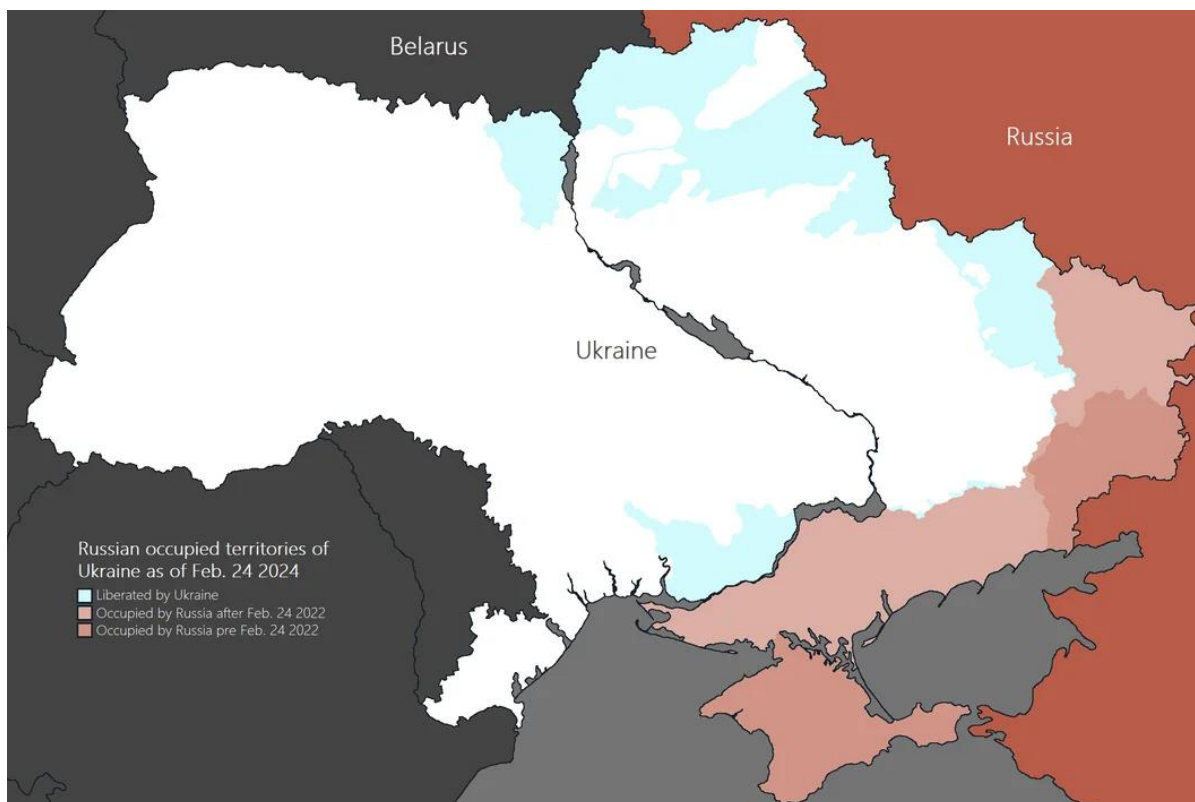 Belarus
Russia
Ukraine
Russian occupied territories of
Ukraine as of Feb. 24 2024
Liberated by Ukraine
Occupied by Russia after Feb. 24 2022
Occupied by Russia pre Feb. 24 2022